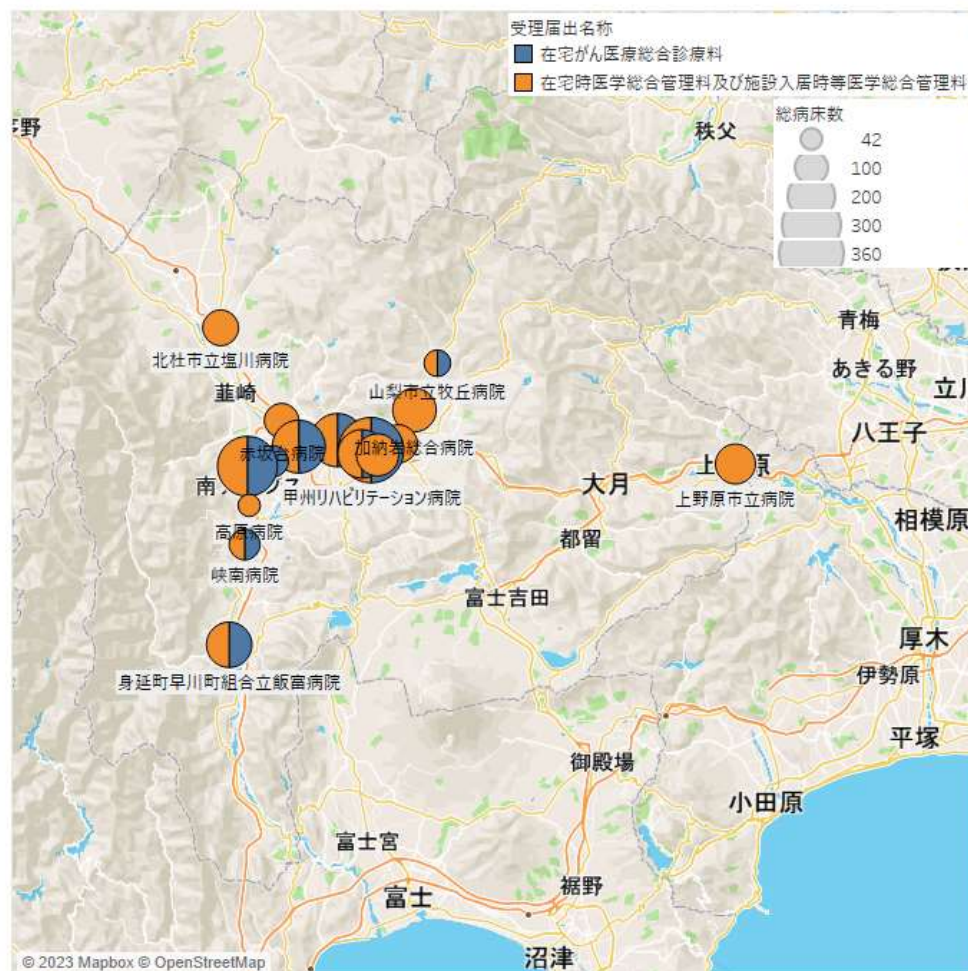 受理届出名称
在宅がん医療総合診療料
在宅時医学総合管理料及び施設入居時等医学総合管理料
総病床数
42
100
200
300
360
秩父
青梅
あきる野
八王子
北杜市立塩川病院
韮崎
山梨市立牧丘病院
赤坂台病院
加納岩総合病院
甲州リハビリテーション病院
大月
上野原市立病院
相模原
高原病院
都留
峡南病院
富士吉田
厚木
伊勢原
身延町早川町組合立飯富病院
平塚
御殿場
小田原
富士宮
富士
裾野
沼津
© 2023 Mapbox © OpenStreetMap